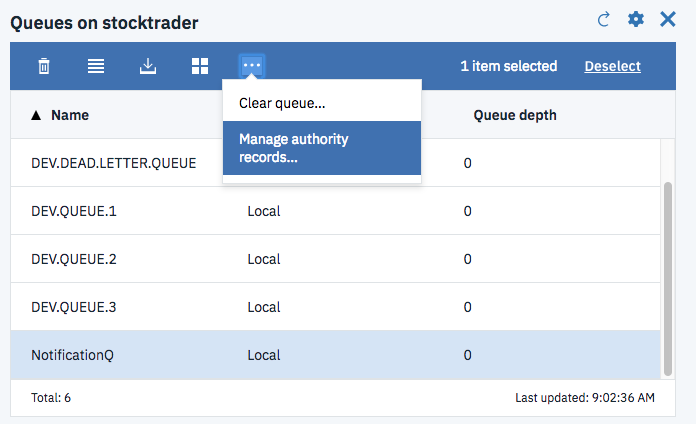 Queues on stocktrader
1 item selected Deselect
Clear queue...
▲ Name Queue depth
Manage authority
records...
DEV.DEAD.LETTER.QUEUE 0
DEV.QUEUE.1 Local 0
DEV.QUEUE.2 Local 0
DEV.QUEUE.3 Local 0
NotificationQ Local 0
Total: 6 Last updated: 9:02:36 AM